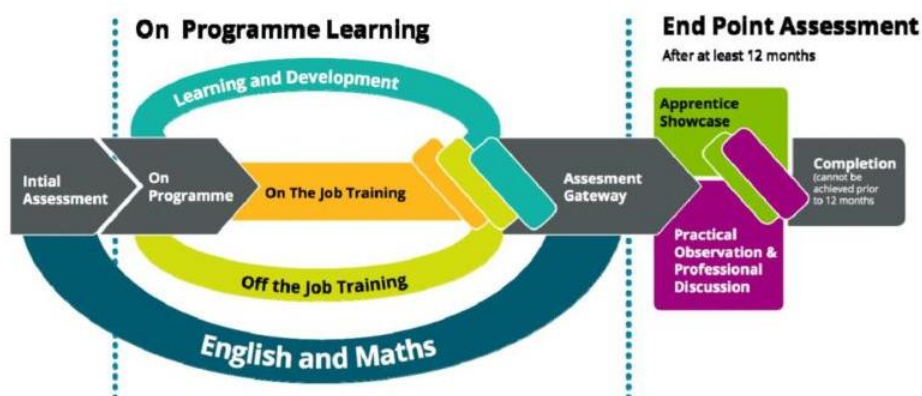 On Programme Learning
End Point Assessment
After at least 12 months
Learning and Development
Apprentice
Showcase
Intial
Assessment
On
Programme
On The Job Training
Assesment
Gateway
Completion
(cannot be
achieved prior
to 12 months
Practical
Observation &
Professional
Discussion
Off the Job Training
English and Maths